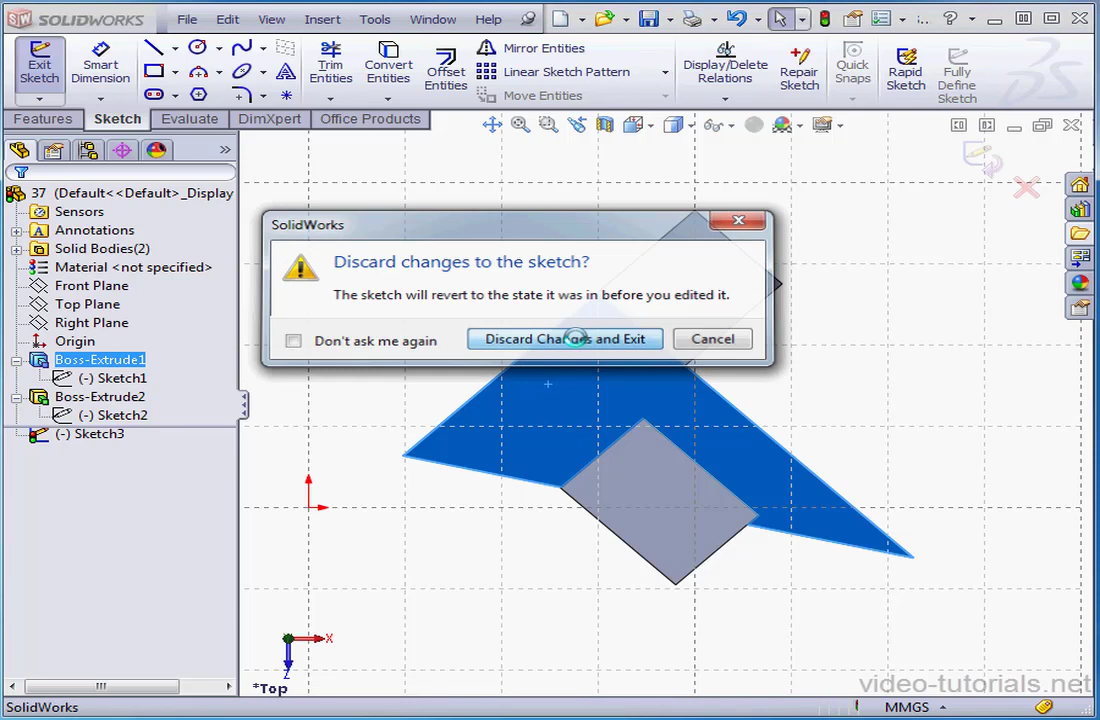 SOLIDWORKS File Edit View Insert Tools Window Help
Exit Sketch
Smart Dimension
Trim Entities
Convert Entities
Offset Entities
Mirror Entities
Linear Sketch Pattern
Move Entities
Display/Delete Relations
Repair Sketch
Quick Snaps
Rapid Sketch
Fully Define Sketch
Features Sketch Evaluate DimXpert Office Products
37 (Default<<Default>_Display
Sensors
Annotations
Solid Bodies(2)
Material <not specified>
Front Plane
Top Plane
Right Plane
Origin
Boss-Extrude1
(-) Sketch1
Boss-Extrude2
(-) Sketch2
(-) Sketch3
SolidWorks
Discard changes to the sketch?
The sketch will revert to the state it was in before you edited it.
Don't ask me again Discard Changes and Exit Cancel
X
Z
*Top
video-tutorials.net
SolidWorks MMGS